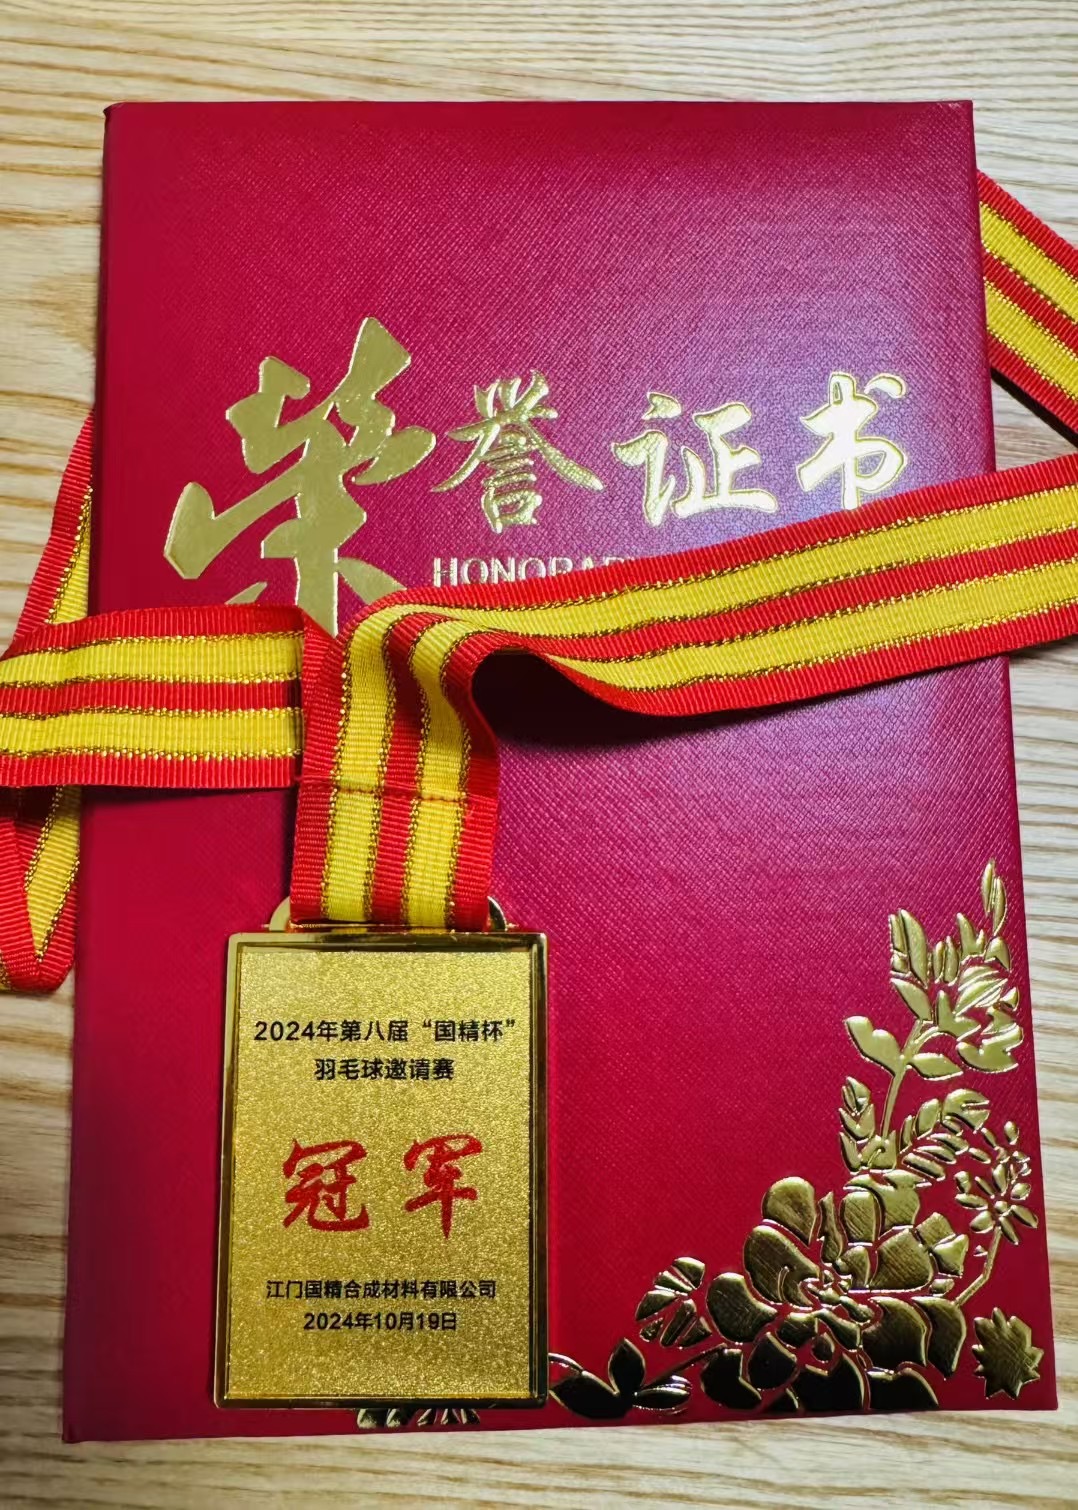 荣誉证书
2024年第八届“国精杯”
羽毛球邀请赛
冠军
江门国精合成材料有限公司
2024年10月19日